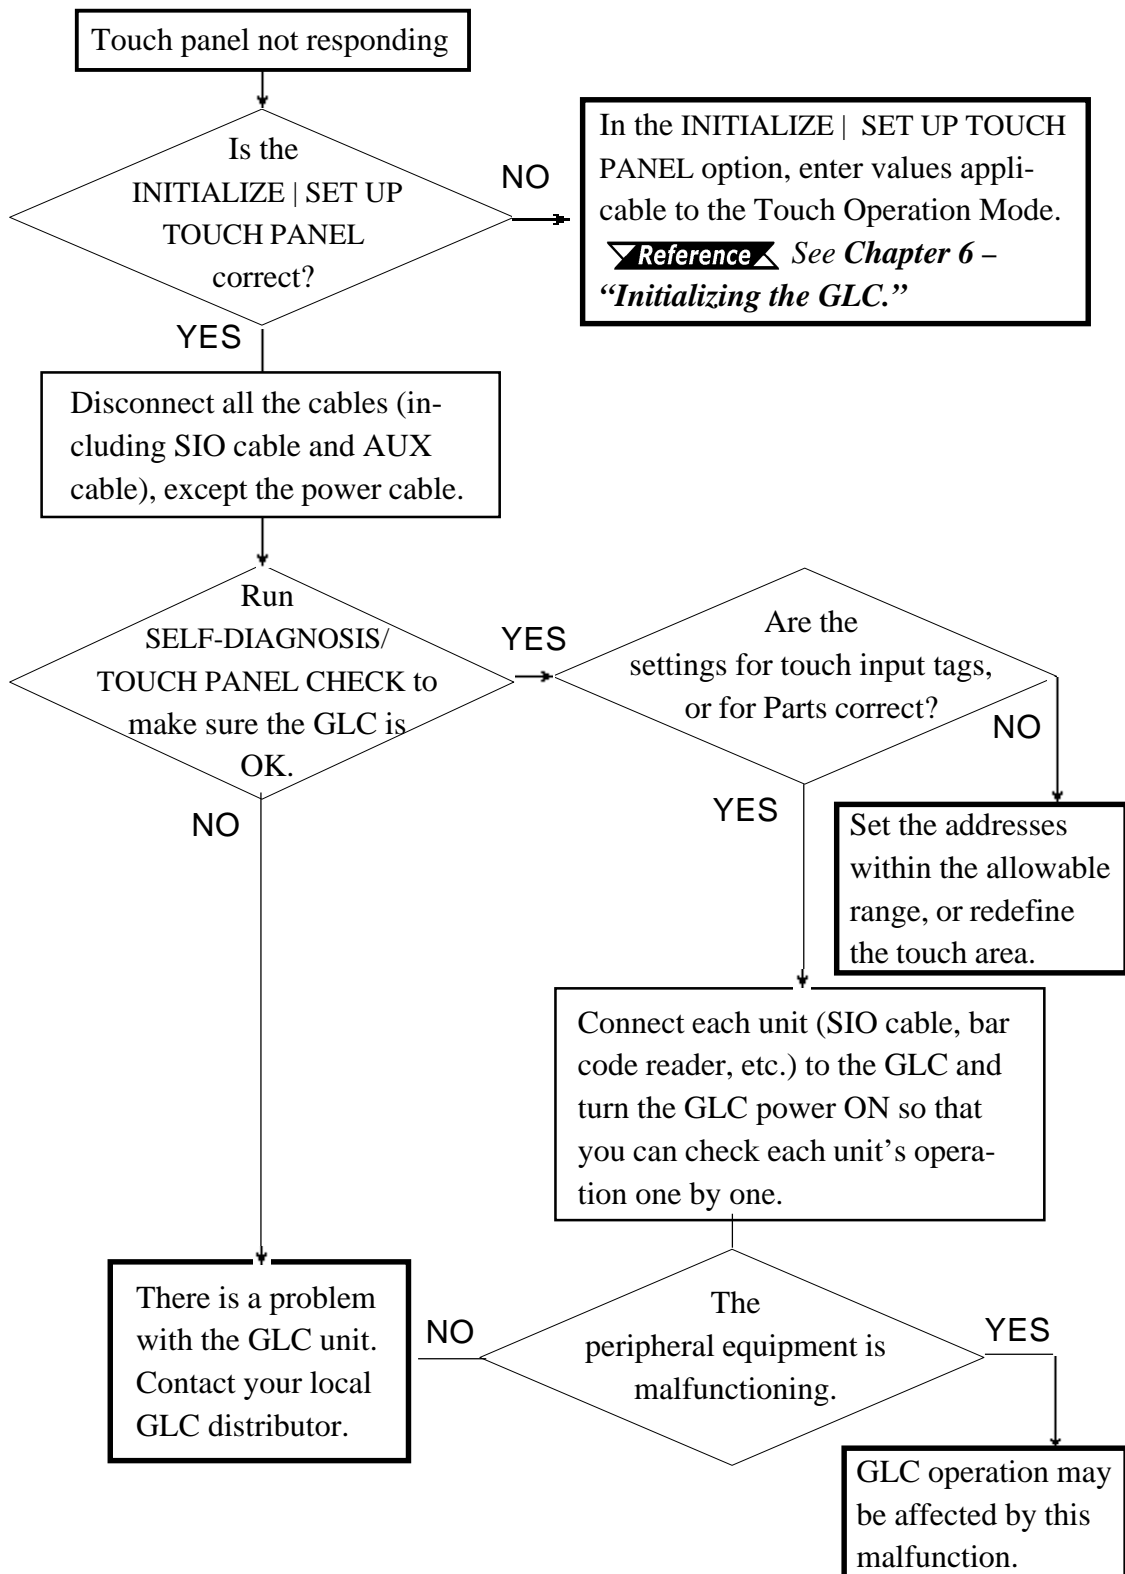 Touch panel not responding
Is the
INITIALIZE | SET UP
TOUCH PANEL
correct?
NO
In the INITIALIZE | SET UP TOUCH
PANEL option, enter values appli-
cable to the Touch Operation Mode.
Reference See Chapter 6 –
“Initializing the GLC.”
YES
Disconnect all the cables (in-
cluding SIO cable and AUX
cable), except the power cable.
Run
SELF-DIAGNOSIS/
TOUCH PANEL CHECK to
make sure the GLC is
OK.
YES
Are the
settings for touch input tags,
or for Parts correct?
NO
NO
YES
Set the addresses
within the allowable
range, or redefine
the touch area.
Connect each unit (SIO cable, bar
code reader, etc.) to the GLC and
turn the GLC power ON so that
you can check each unit’s opera-
tion one by one.
There is a problem
with the GLC unit.
Contact your local
GLC distributor.
NO
The
peripheral equipment is
malfunctioning.
YES
GLC operation may
be affected by this
malfunction.